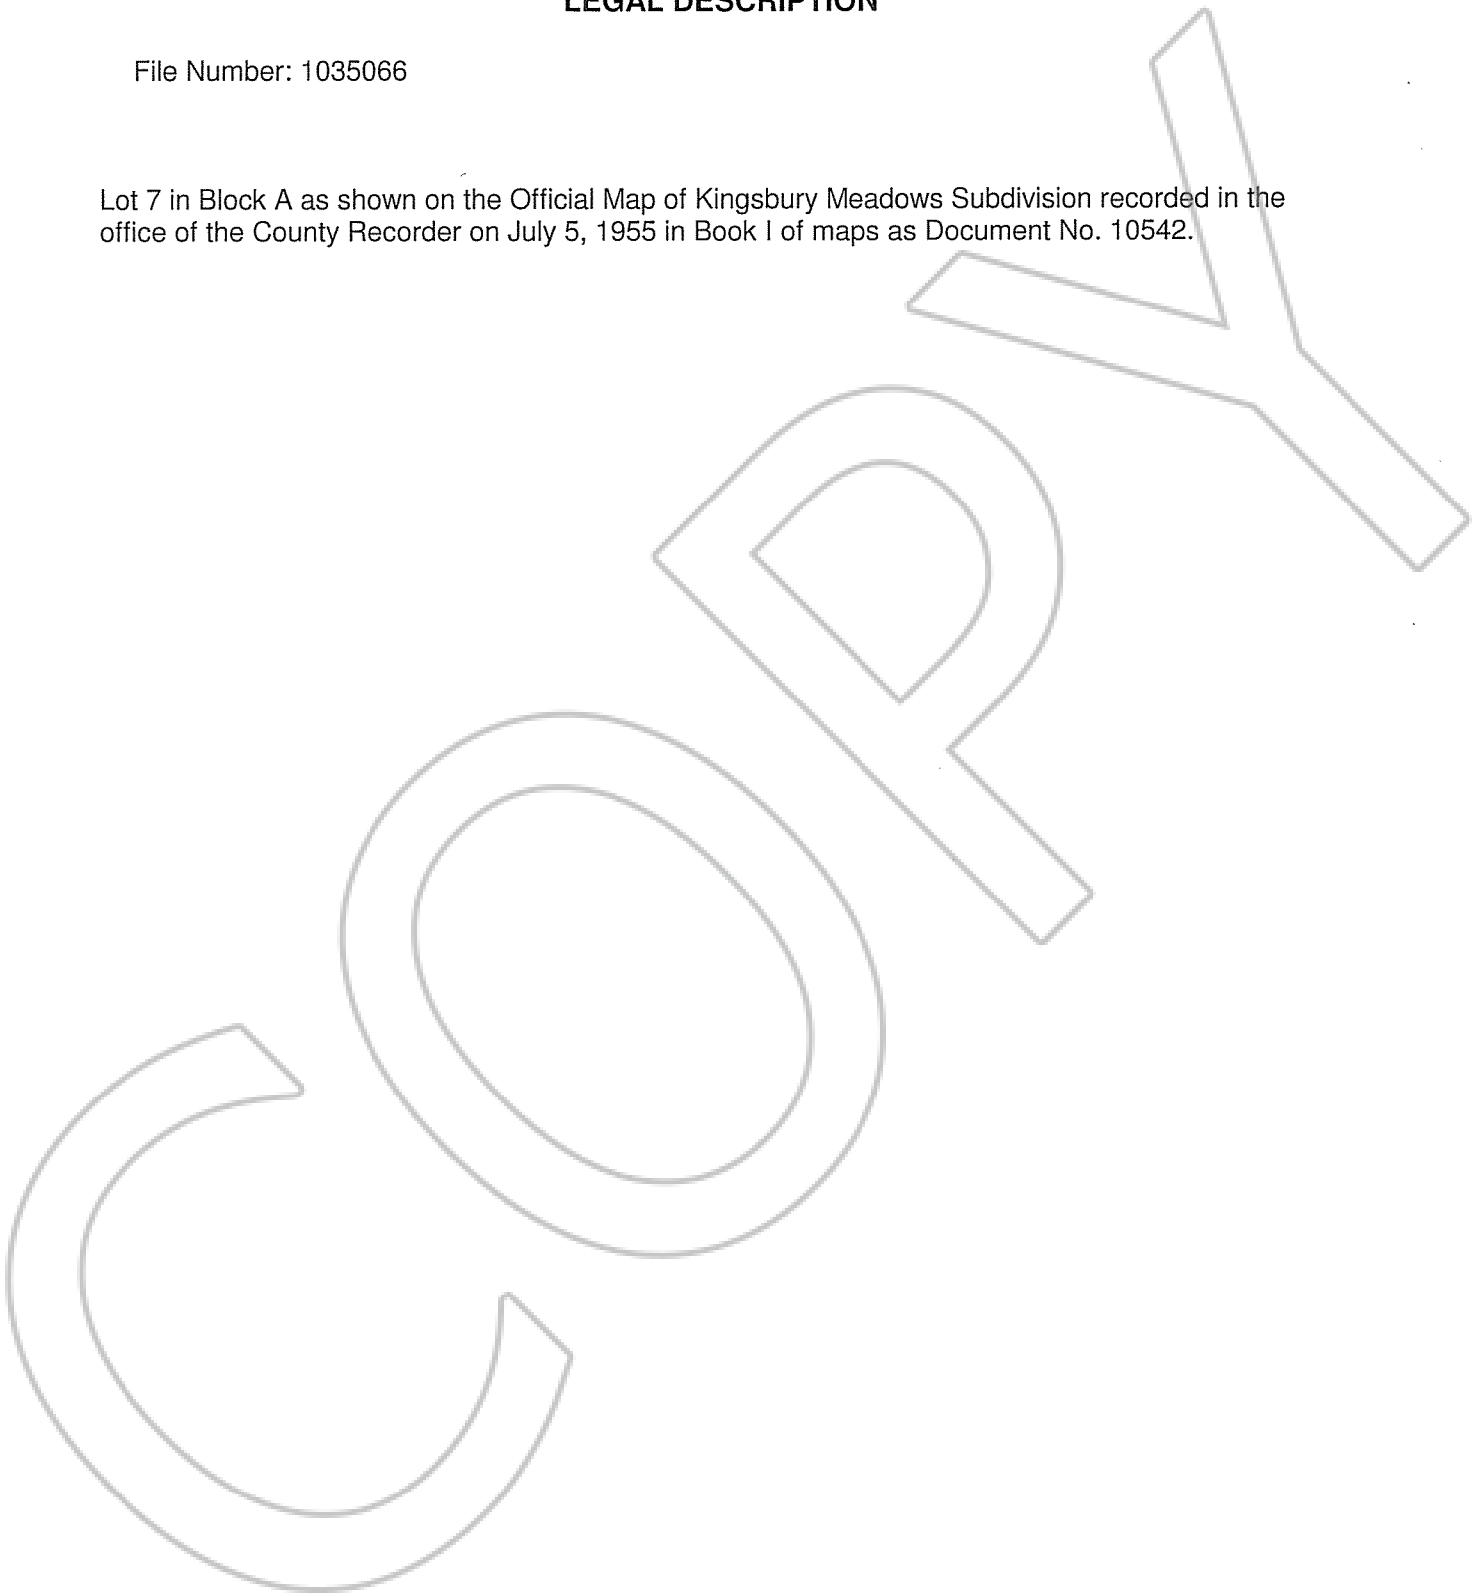 LEGAL DESCRIPTION
File Number: 1035066
Lot 7 in Block A as shown on the Official Map of Kingsbury Meadows Subdivision recorded in the
office of the County Recorder on July 5, 1955 in Book I of maps as Document No. 10542.
COPY